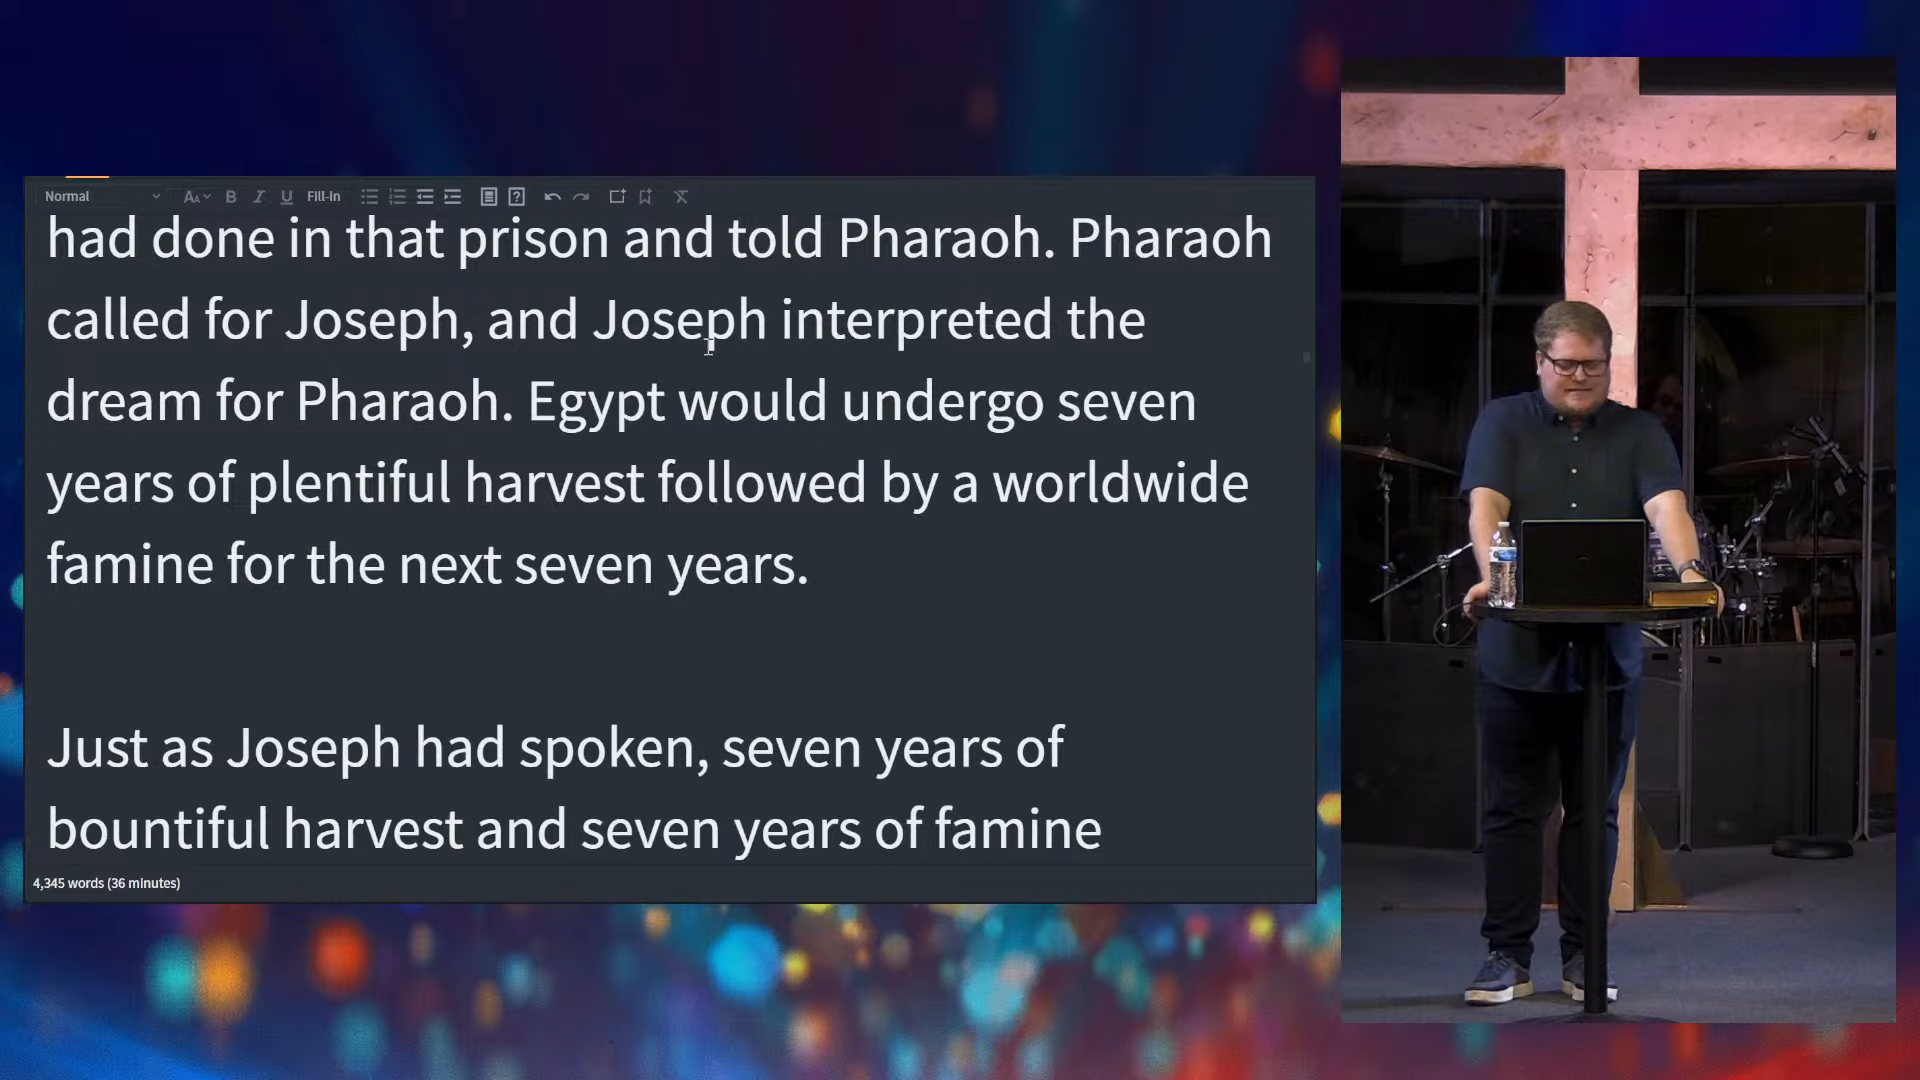 Normal
B I U Fill-In
had done in that prison and told Pharaoh. Pharaoh
called for Joseph, and Joseph interpreted the
dream for Pharaoh. Egypt would undergo seven
years of plentiful harvest followed by a worldwide
famine for the next seven years.
Just as Joseph had spoken, seven years of
bountiful harvest and seven years of famine
4,345 words (36 minutes)